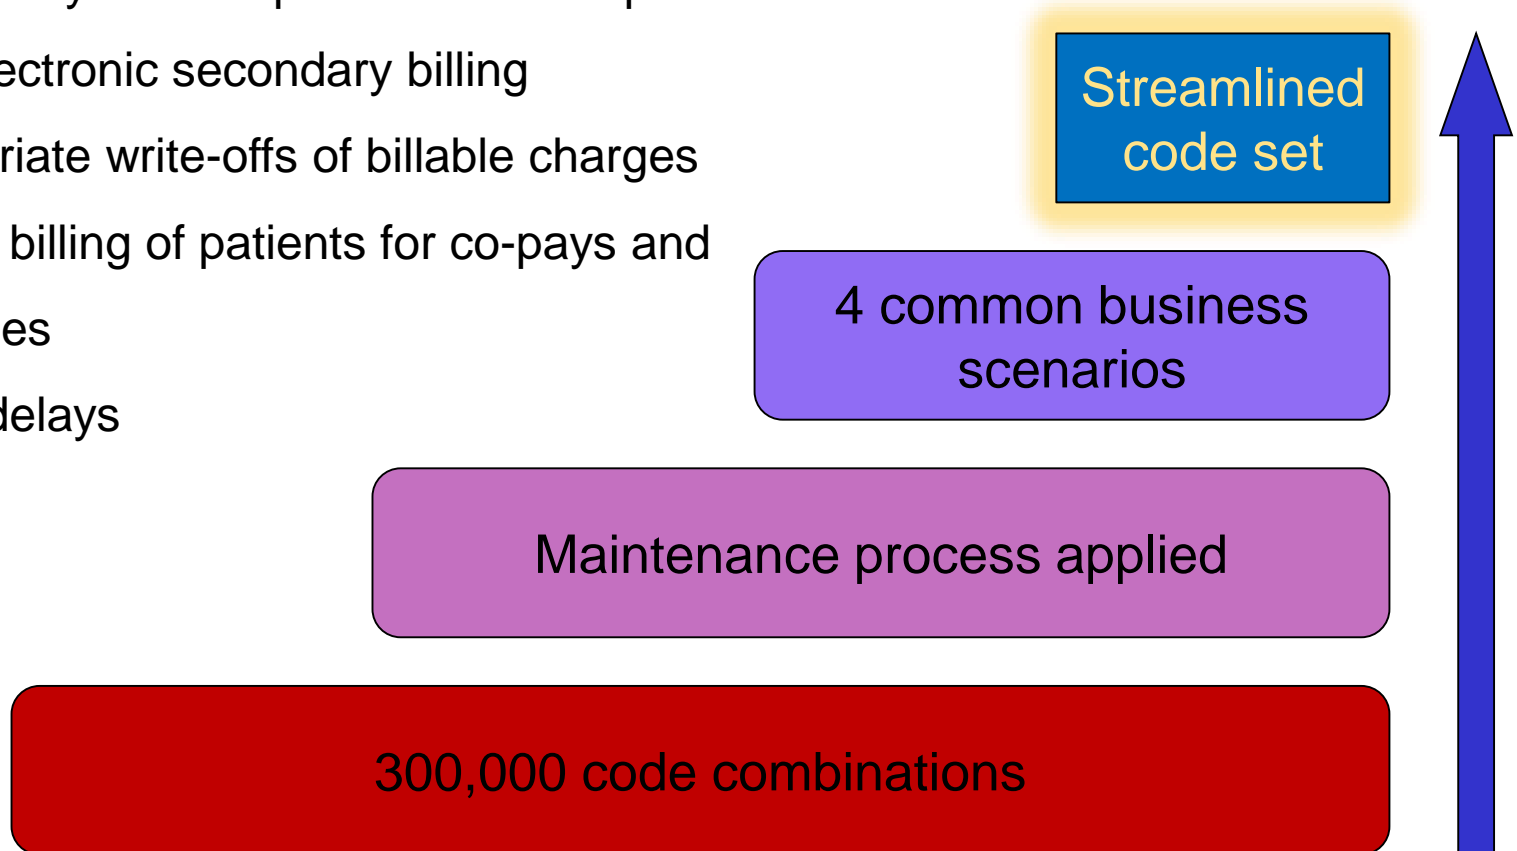 ectronic secondary billing
riate write-offs of billable charges
billing of patients for co-pays and
es
delays
Streamlined
code set
4 common business
scenarios
Maintenance process applied
300,000 code combinations